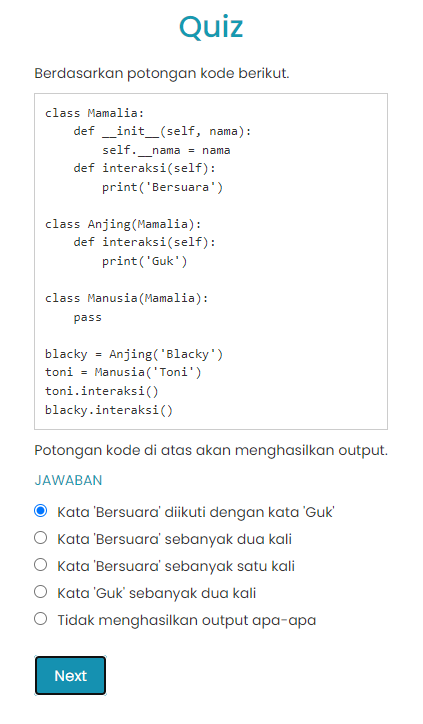 Quiz
Berdasarkan potongan kode berikut.
class Mamalia:
    def __init__(self, nama):
        self.__nama = nama
    def interaksi(self):
        print('Bersuara')
class Anjing(Mamalia):
    def interaksi(self):
        print('Guk')
class Manusia(Mamalia):
    pass
blacky = Anjing('Blacky')
toni = Manusia('Toni')
toni.interaksi()
blacky.interaksi()
Potongan kode di atas akan menghasilkan output.
JAWABAN
Kata 'Bersuara' diikuti dengan kata 'Guk'
Kata 'Bersuara' sebanyak dua kali
Kata 'Bersuara' sebanyak satu kali
Kata 'Guk' sebanyak dua kali
Tidak menghasilkan output apa-apa
Next